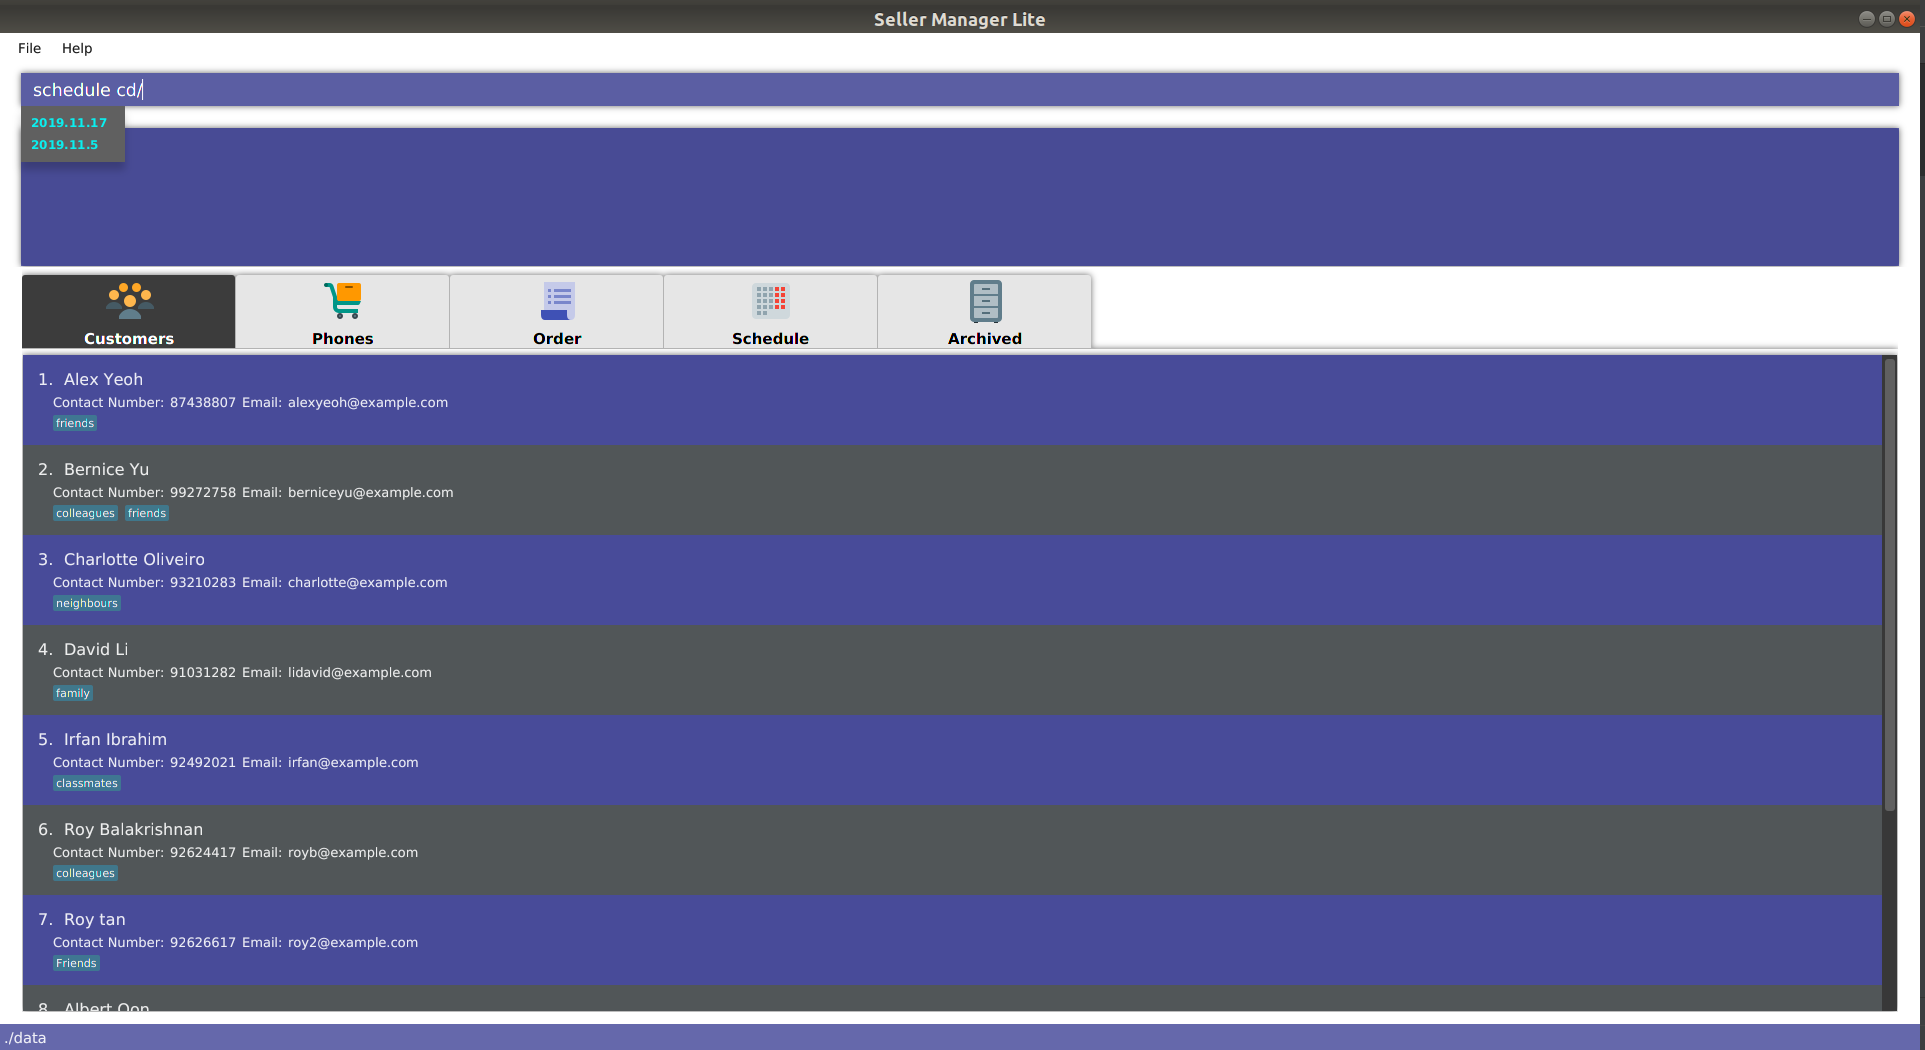 Seller Manager Lite
File Help
schedule cd/
2019.11.17
2019.11.5
Customers Phones Order Schedule Archived
1. Alex Yeoh
Contact Number: 87438807 Email: alexyeoh@example.com
friends
2. Bernice Yu
Contact Number: 99272758 Email: berniceyu@example.com
colleagues friends
3. Charlotte Oliveiro
Contact Number: 93210283 Email: charlotte@example.com
neighbours
4. David Li
Contact Number: 91031282 Email: lidavid@example.com
family
5. Irfan Ibrahim
Contact Number: 92492021 Email: irfan@example.com
classmates
6. Roy Balakrishnan
Contact Number: 92624417 Email: royb@example.com
colleagues
7. Roy tan
Contact Number: 92626617 Email: roy2@example.com
Friends
8. Albert Oon
./data